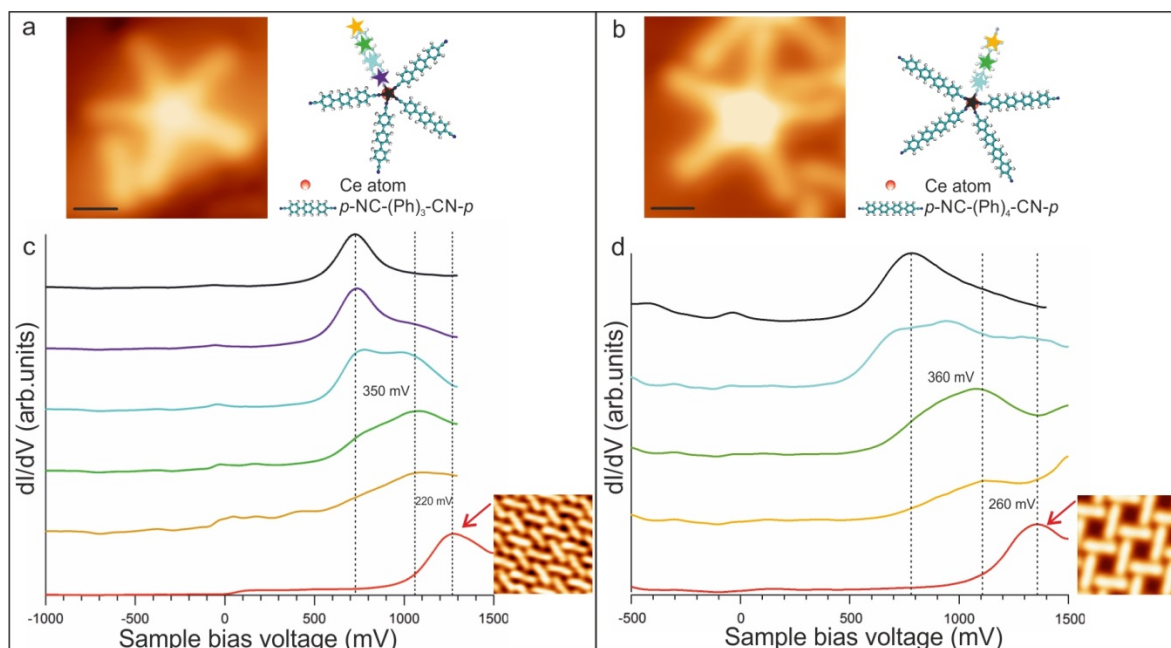 a
Ce atom
p-NC-(Ph)₃-CN-p
b
Ce atom
p-NC-(Ph)₄-CN-p
c
dI/dV (arb.units)
350 mV
220 mV
-1000 -500 0 500 1000 1500
Sample bias voltage (mV)
d
dI/dV (arb.units)
360 mV
260 mV
-500 0 500 1000 1500
Sample bias voltage (mV)